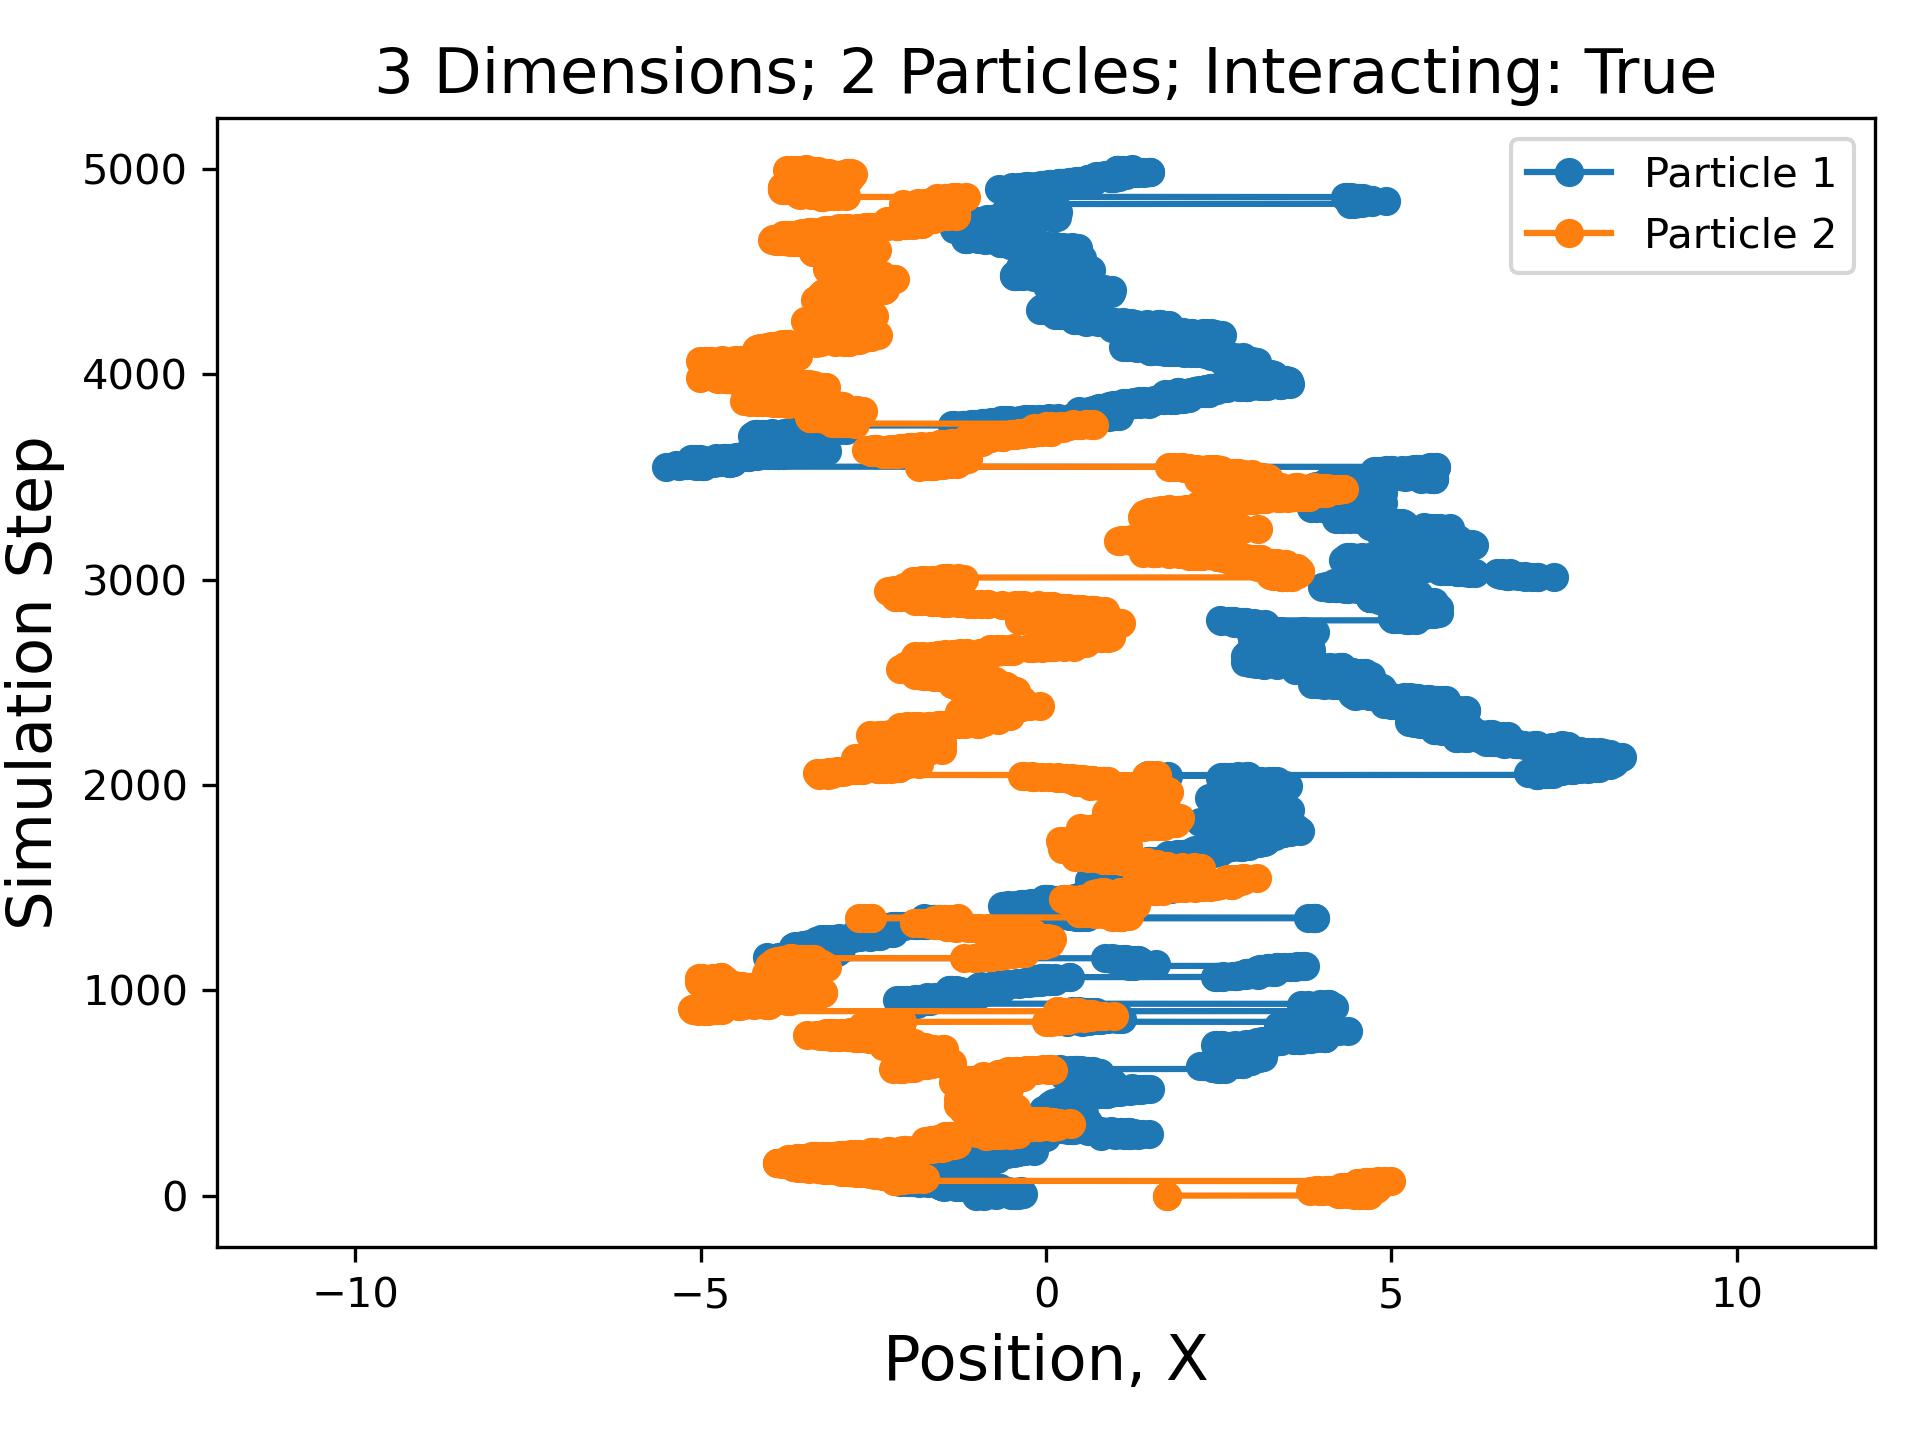 3 Dimensions; 2 Particles; Interacting: True
Particle 1
Particle 2
Simulation Step
5000
4000
3000
2000
1000
0
−10
−5
0
5
10
Position, X